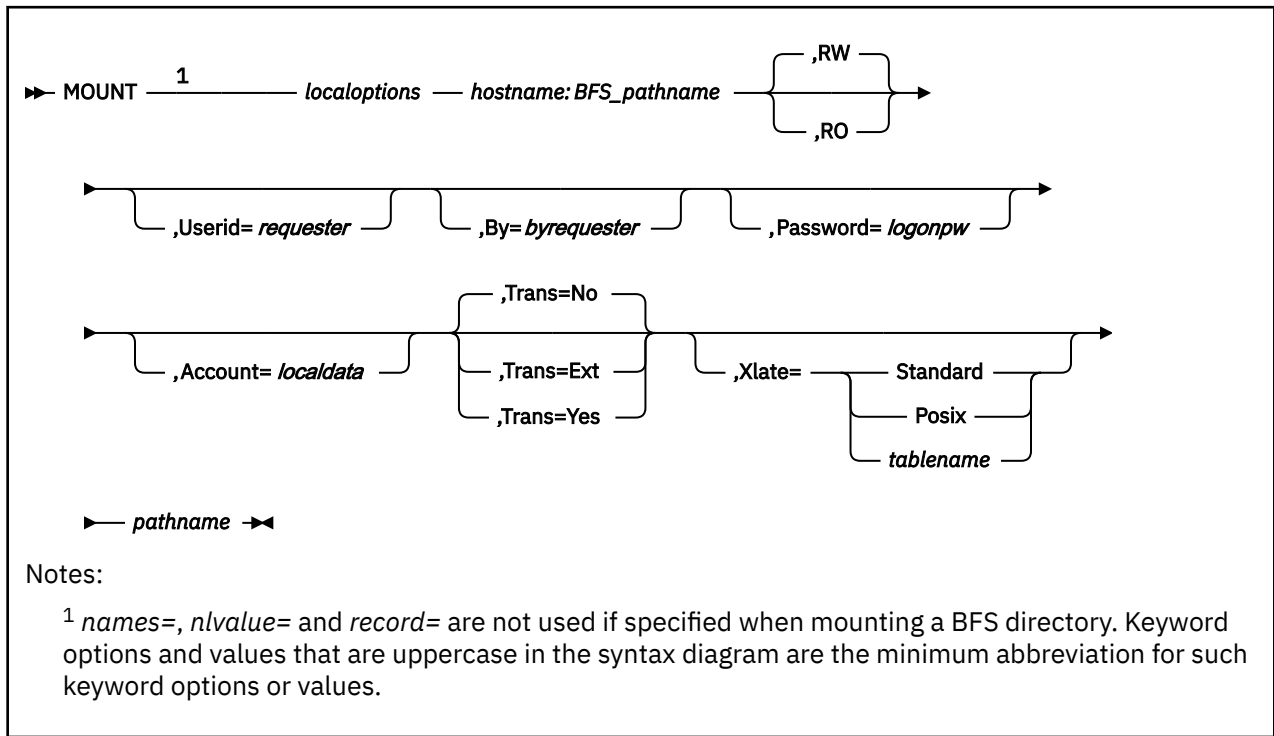 ,RW
MOUNT 1 localoptions hostname:BFS_pathname
,RO
,Userid= requester ,By= byrequester ,Password= logonpw
,Trans=No
,Account= localdata ,Trans=Ext ,Xlate= Standard
,Trans=Yes Posix
tablename
pathname
Notes:
1 names=, nlvalue= and record= are not used if specified when mounting a BFS directory. Keyword
options and values that are uppercase in the syntax diagram are the minimum abbreviation for such
keyword options or values.